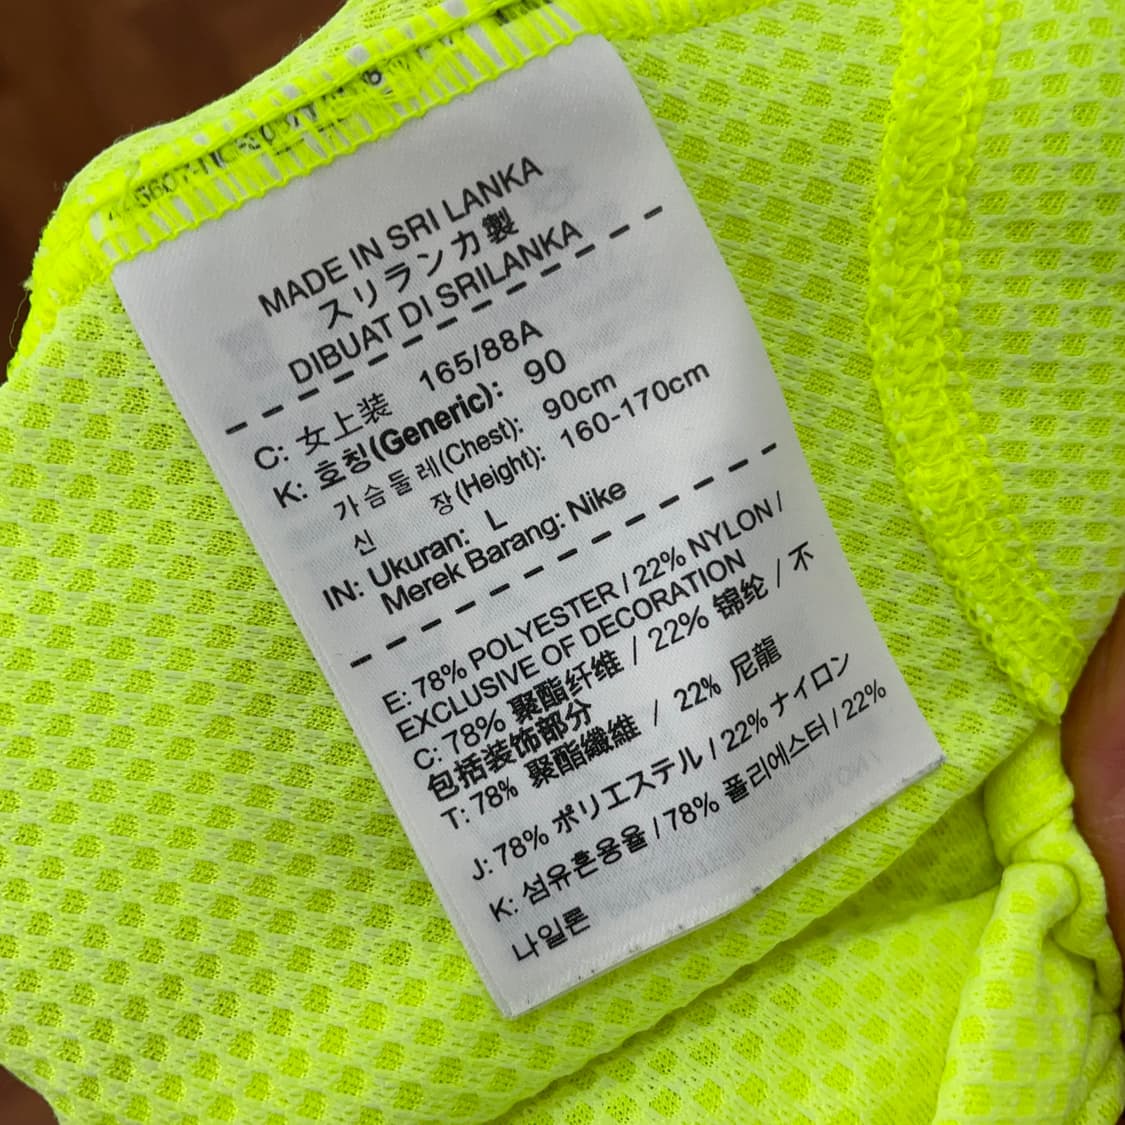 MADE IN SRI LANKA
スリランカ製
DIBUAT DI SRILANKA
C: 女上装 165/88A
K: 호칭(Generic): 90
가슴둘레(Chest): 90cm
신 장(Height): 160-170cm
IN: Ukuran: L
Merek Barang: Nike
E: 78% POLYESTER / 22% NYLON /
EXCLUSIVE OF DECORATION
C: 78% 聚酯纤维 / 22% 锦纶 / 不
包括装饰部分
T: 78% 聚酯纖維 / 22% 尼龍
J: 78% ポリエステル / 22% ナイロン
K: 섬유혼용율 / 78% 폴리에스터 / 22%
나일론